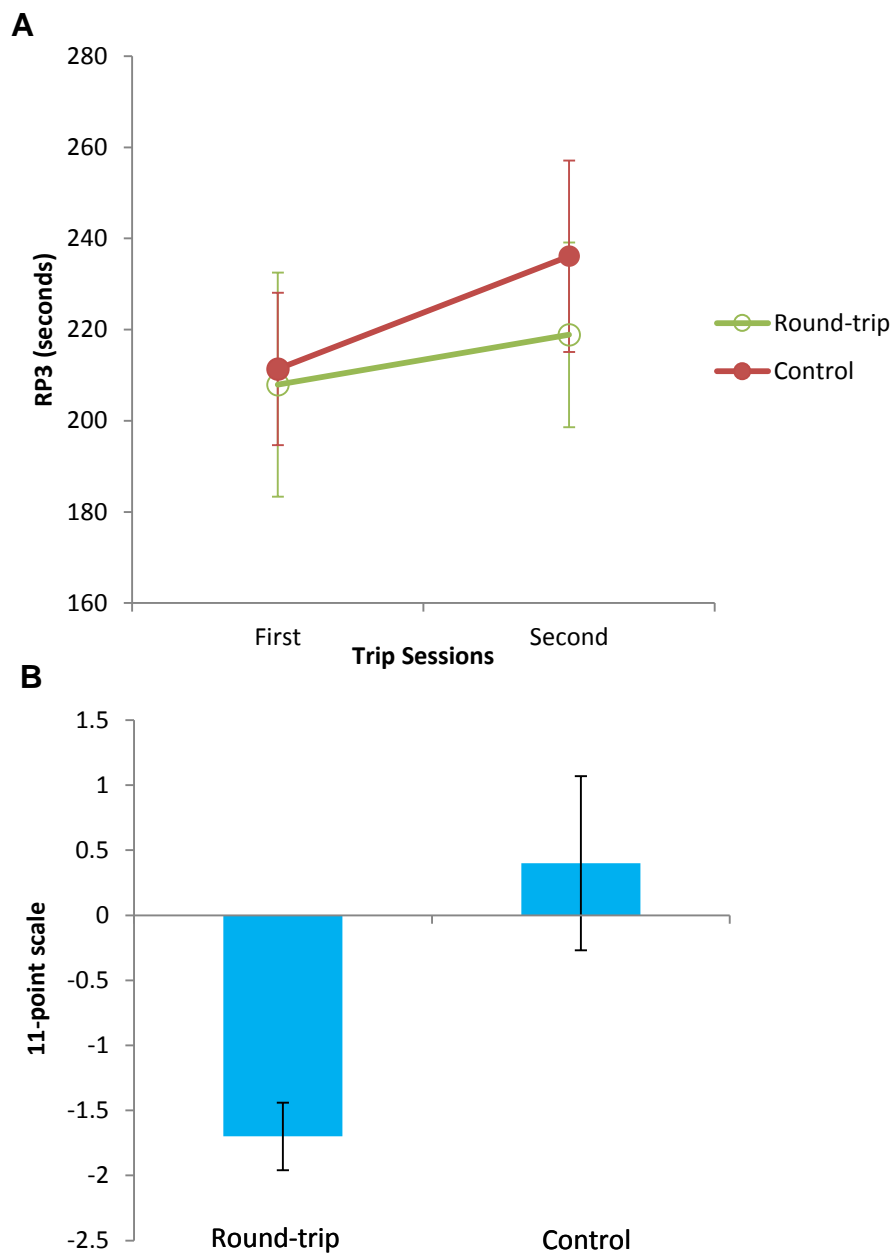 A
280
260
240
220
200
180
160
RP3 (seconds)
First
Second
Trip Sessions
Round-trip
Control
B
1.5
1
0.5
0
-0.5
-1
-1.5
-2
-2.5
11-point scale
Round-trip
Control